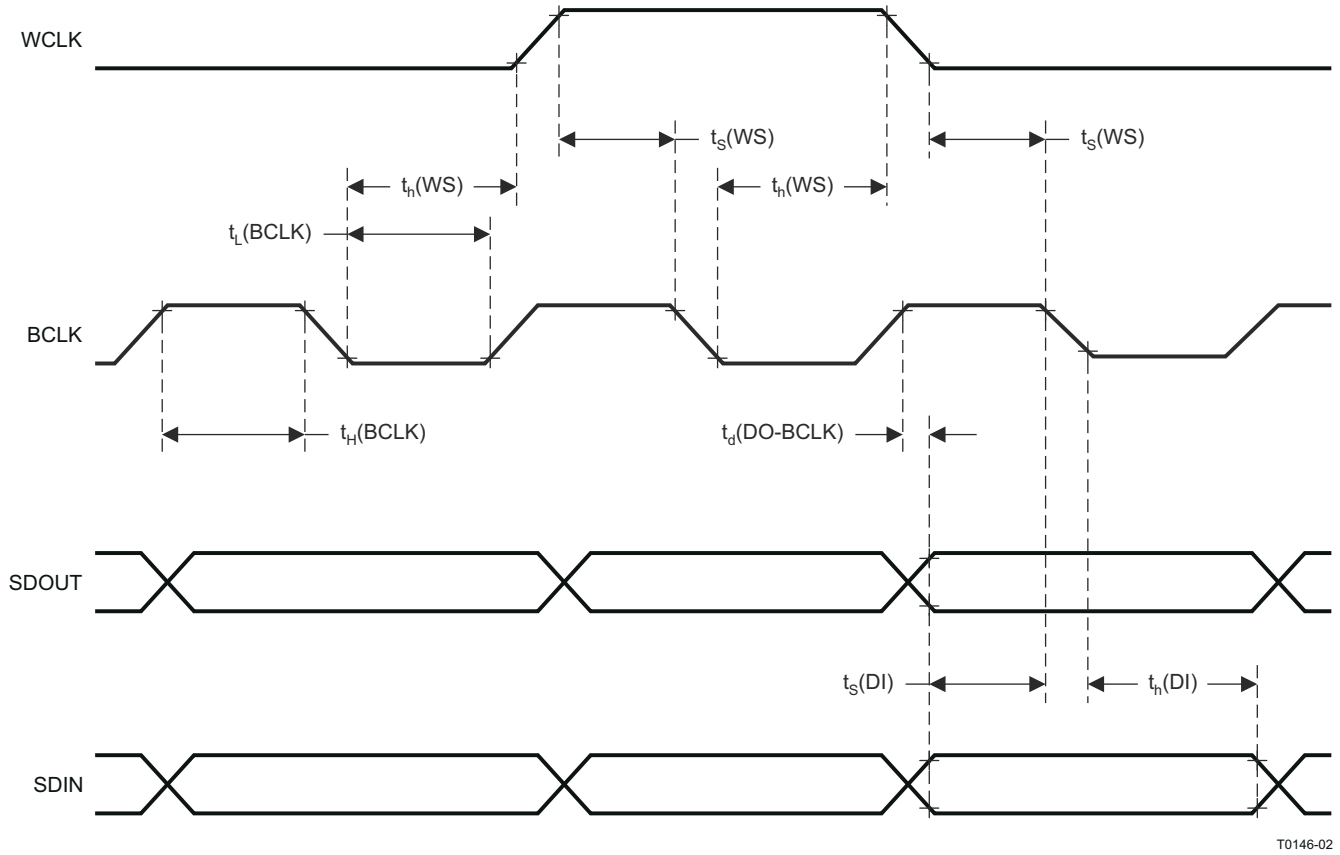 WCLK
tS(WS)
tS(WS)
th(WS)
th(WS)
tL(BCLK)
BCLK
tH(BCLK)
td(DO-BCLK)
SDOUT
tS(DI)
th(DI)
SDIN
T0146-02